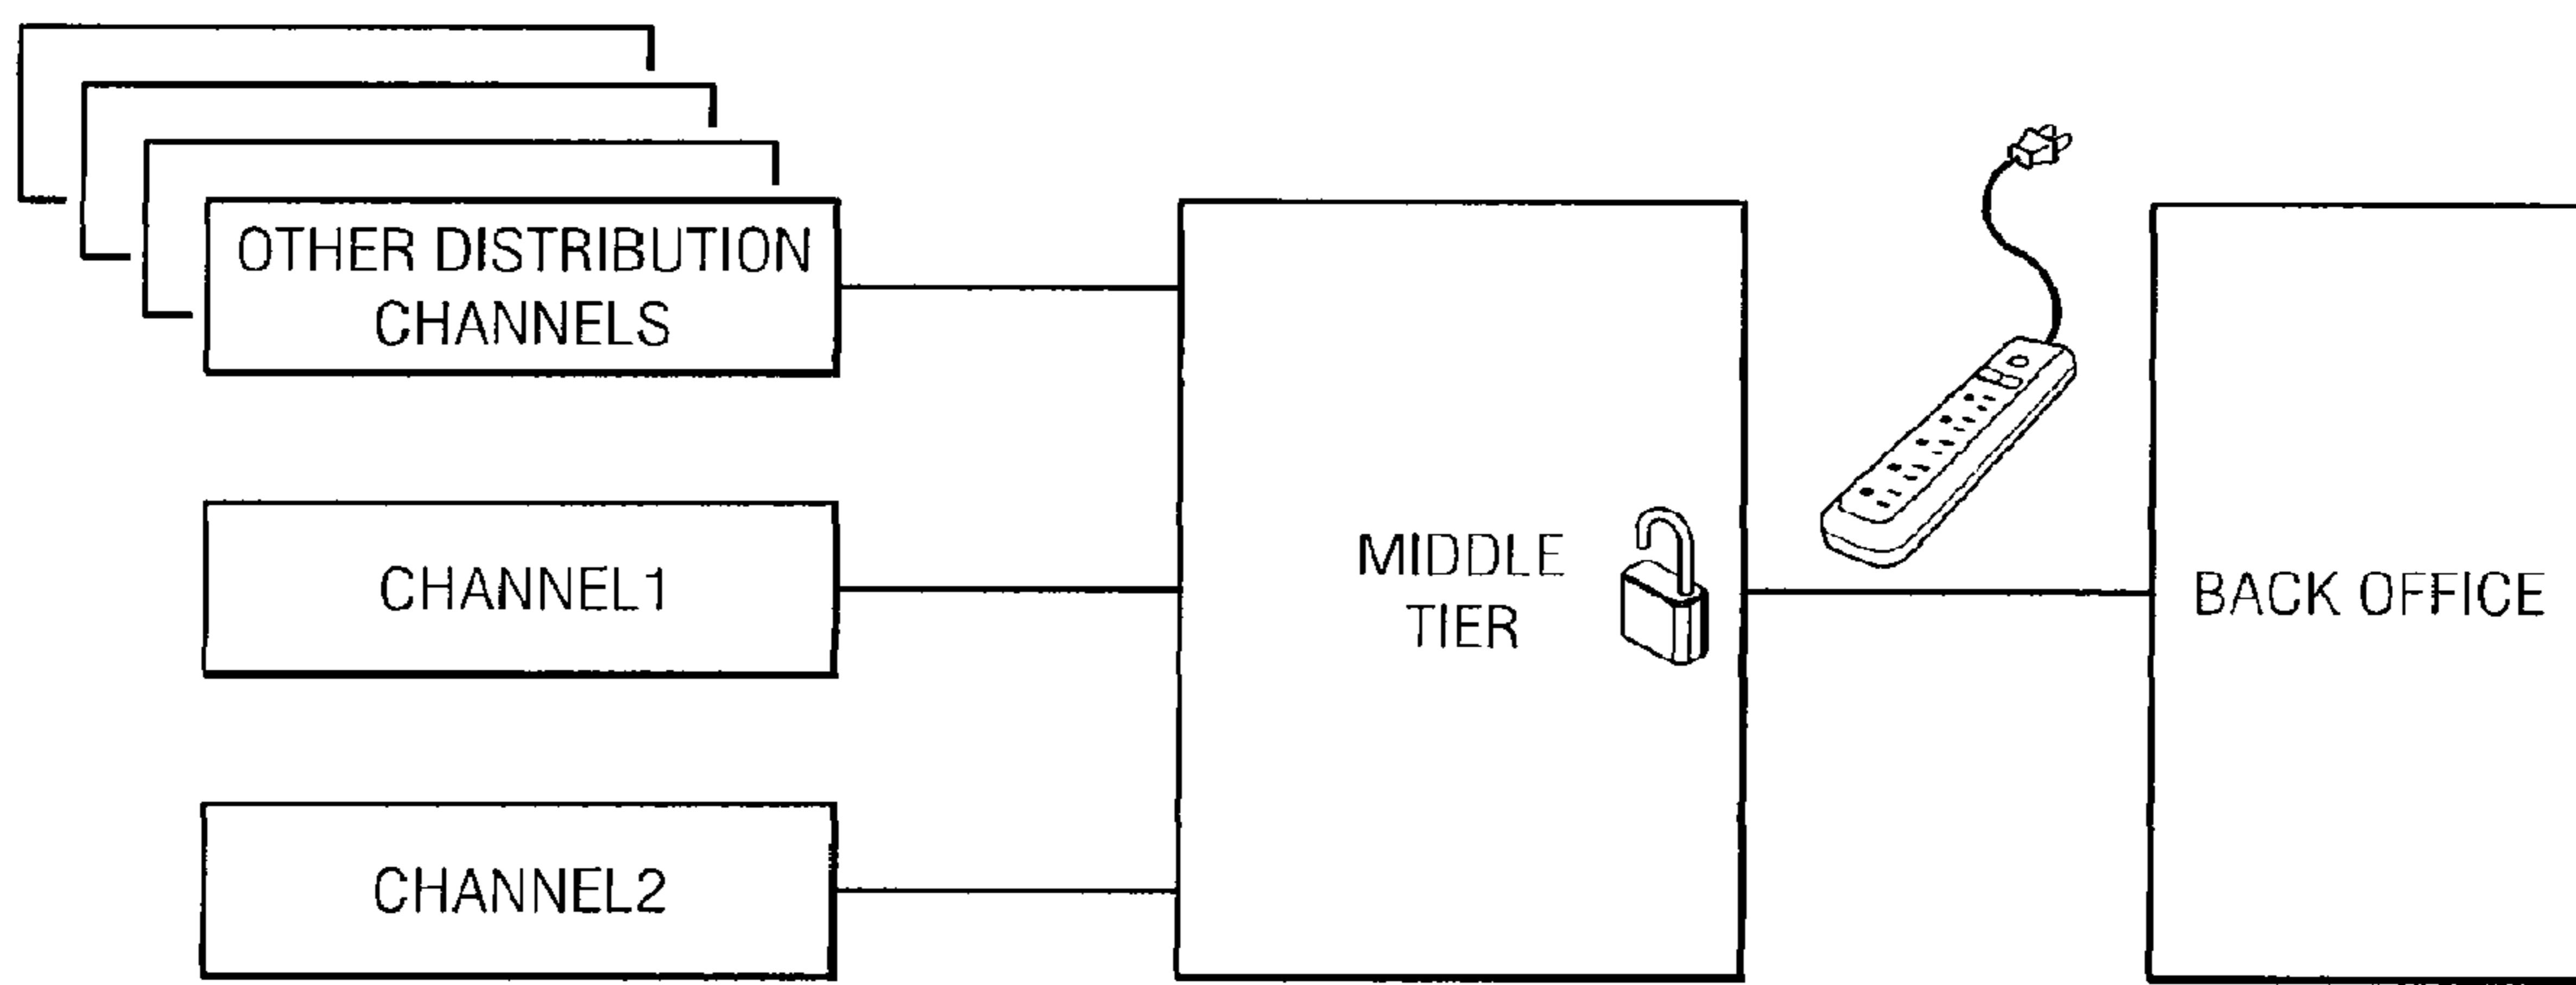 OTHER DISTRIBUTION
CHANNELS
CHANNEL1
CHANNEL2
MIDDLE
TIER
BACK OFFICE